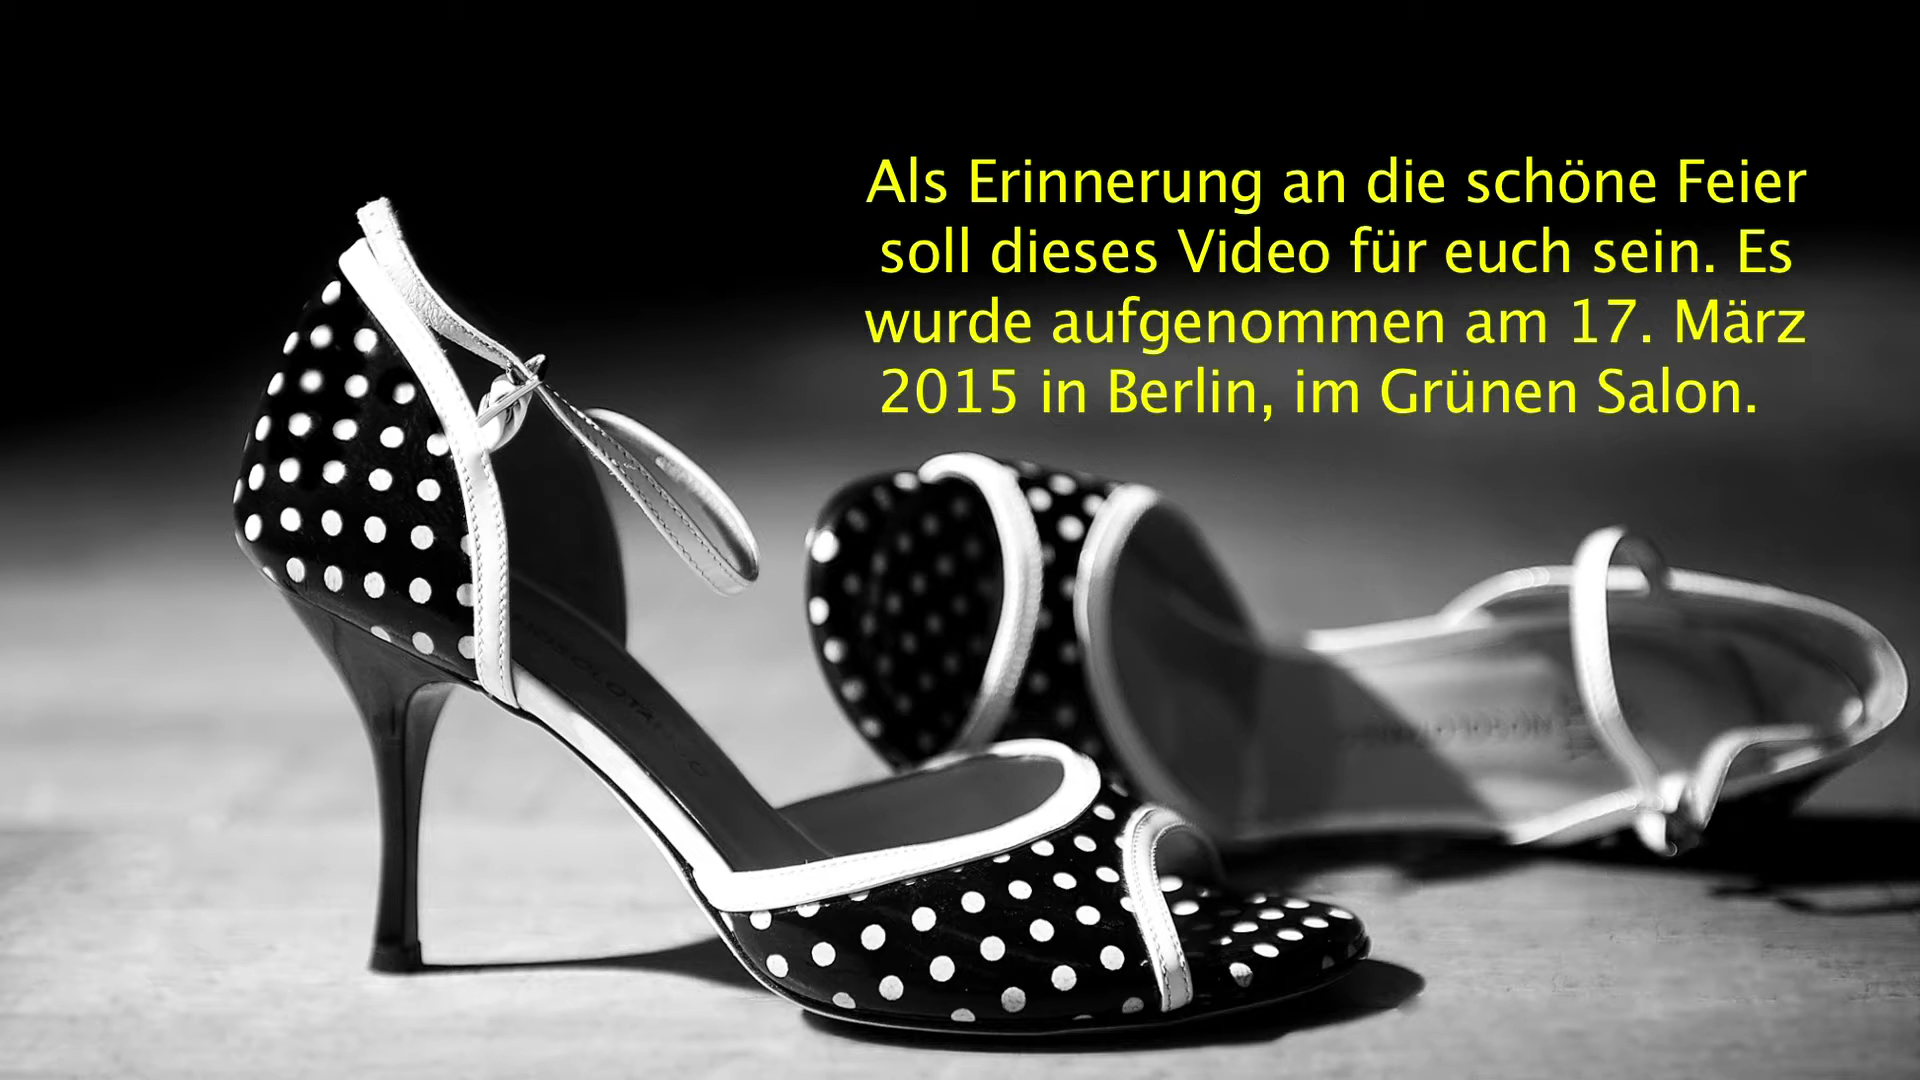 Als Erinnerung an die schöne Feier
soll dieses Video für euch sein. Es
wurde aufgenommen am 17. März
2015 in Berlin, im Grünen Salon.